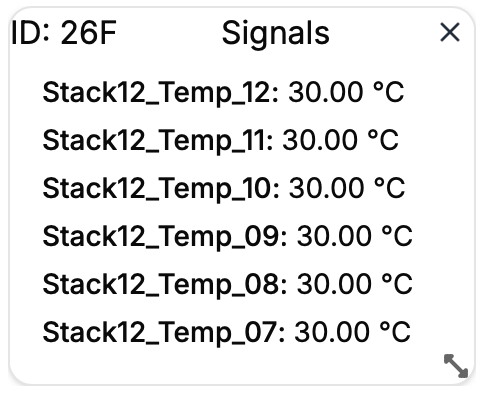 ID: 26F Signals
Stack12_Temp_12: 30.00 °C
Stack12_Temp_11: 30.00 °C
Stack12_Temp_10: 30.00 °C
Stack12_Temp_09: 30.00 °C
Stack12_Temp_08: 30.00 °C
Stack12_Temp_07: 30.00 °C